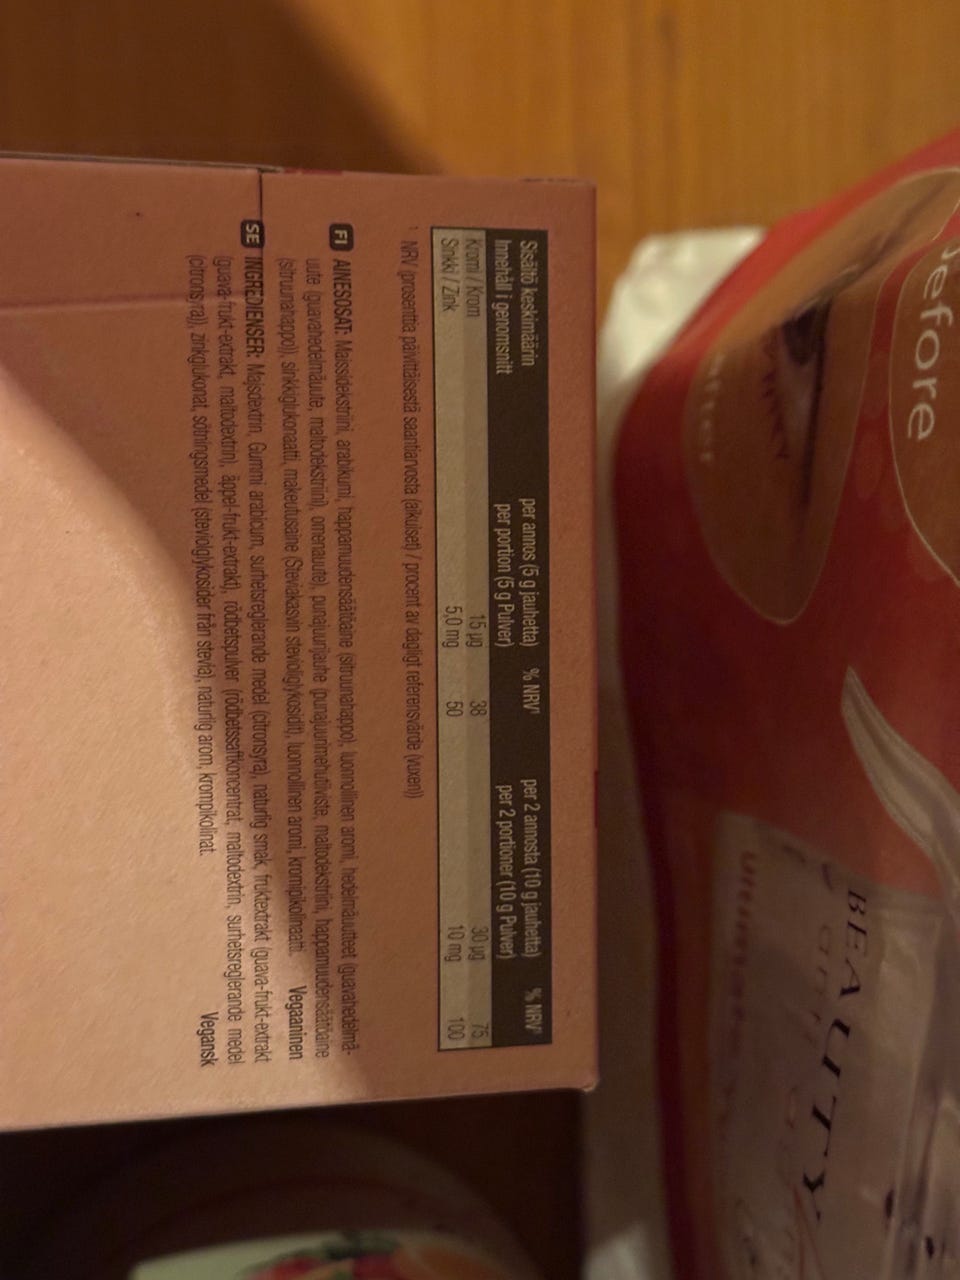 Sisältö keskimäärin per annos (5 g jauhetta) % NRV¹ per 2 annosta (10 g jauhetta) % NRV¹
Innehåll i genomsnitt per portion (5 g Pulver) per 2 portioner (10 g Pulver)
Kromi / Krom 15 µg 38 30 µg 75
Sinkki / Zink 5,0 mg 50 10 mg 100
¹ NRV (prosenttia päivittäisestä saantiarvosta (aikuiset) / procent av dagligt referensvärde (vuxen))
FI AINESOSAT: Maissidekstriini, arabikumi, happamuudensäätöaine (sitruunahappo), luonnollinen aromi, hedelmäuutteet (guavahedelmä-
uute (guavahedelmäuute, maltodekstriini), omenauute), punajuurijauhe (punajuurimehutiiviste, maltodekstriini, happamuudensäätöaine
(sitruunahappo)), sinkkiglukonaatti, makeutusaine (Steviakasvin stevioliglykosidit), luonnollinen aromi, kromipikolinaatti. Vegaaninen
SE INGREDIENSER: Majsdextrin, Gummi arabicum, surhetsreglerande medel (citronsyra), naturlig smak, fruktextrakt (guava-frukt-extrakt
(guava-frukt-extrakt, maltodextrin), äppel-frukt-extrakt), rödbetspulver (rödbetssaftkoncentrat, maltodextrin, surhetsreglerande medel
(citronsyra)), zinkglukonat, sötningsmedel (steviolglykosider från stevia), naturlig arom, krompikolinat. Vegansk
before
after
BEAUTY